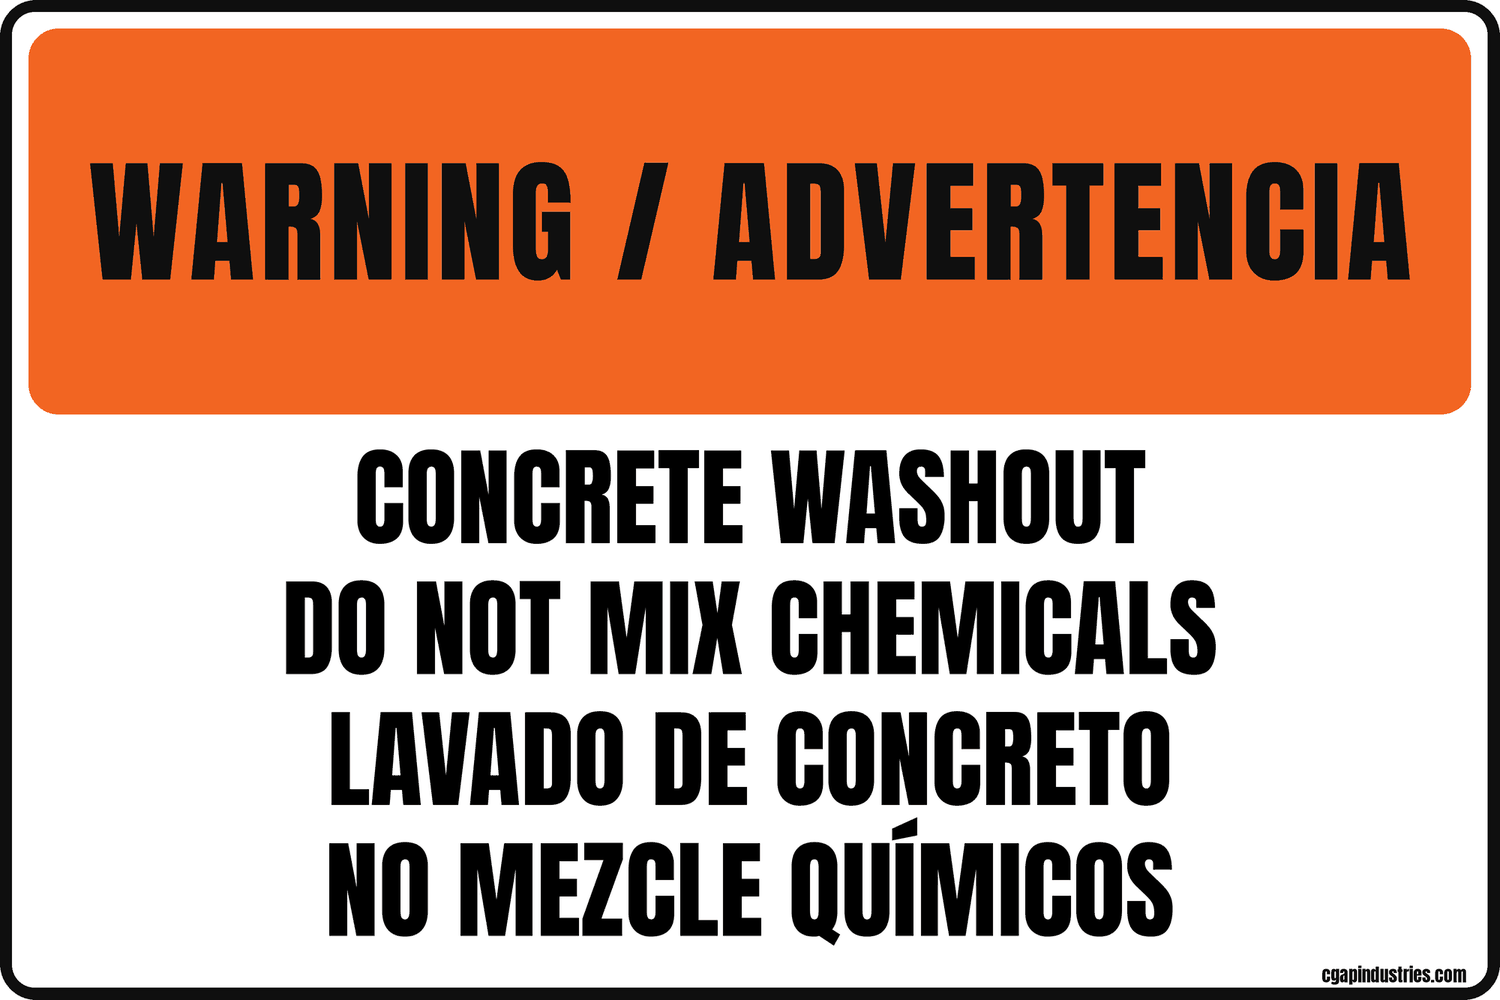 WARNING / ADVERTENCIA
CONCRETE WASHOUT
DO NOT MIX CHEMICALS
LAVADO DE CONCRETO
NO MEZCLE QUÍMICOS
cgapindustries.com